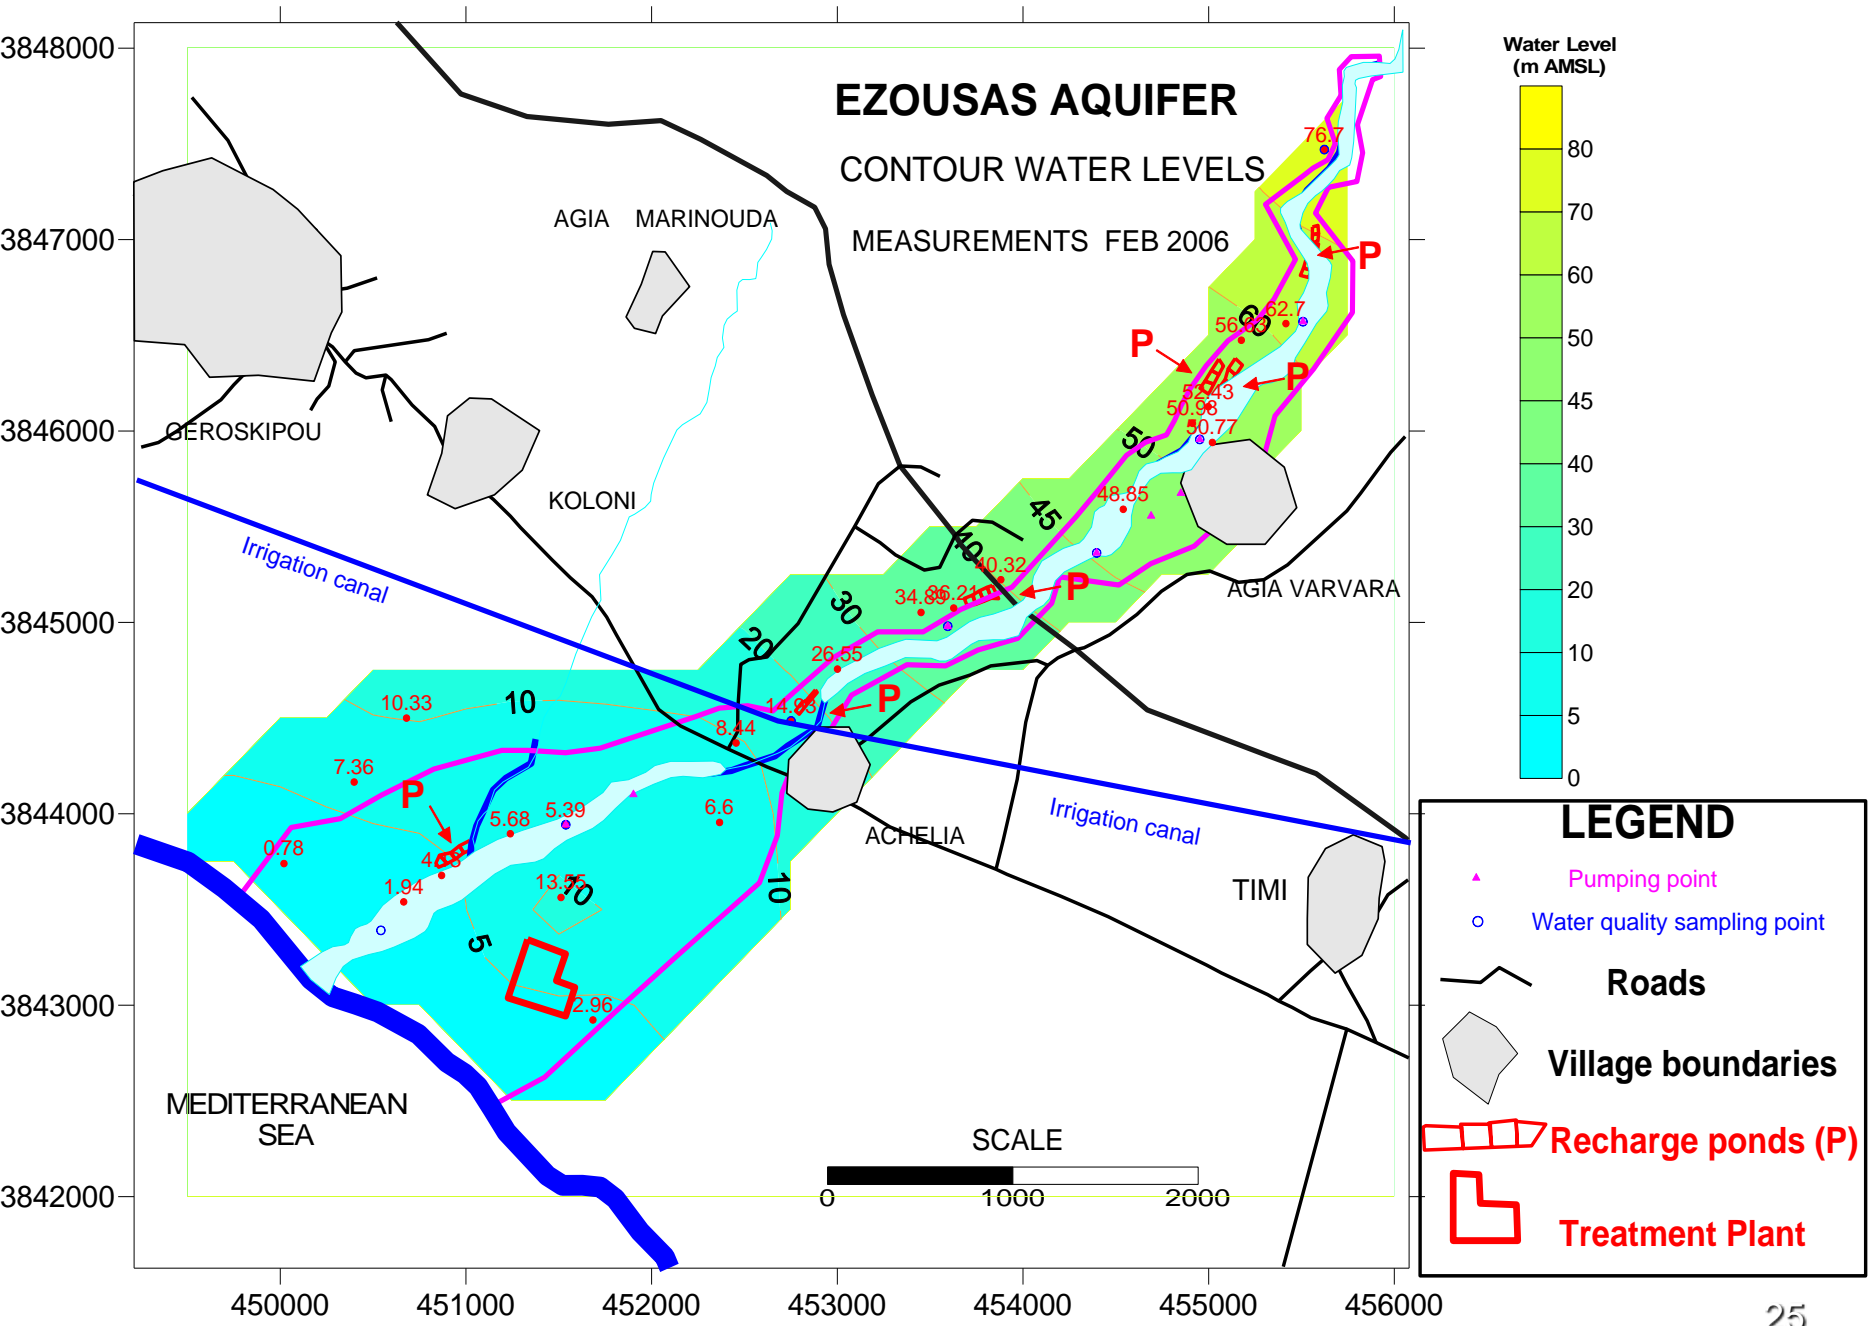 3848000
3847000
3846000
3845000
3844000
3843000
3842000
450000
451000
452000
453000
454000
455000
456000
EZOUSAS AQUIFER
CONTOUR WATER LEVELS
MEASUREMENTS FEB 2006
AGIA MARINOUDA
GEROSKIPOU
KOLONI
Irrigation canal
AGIA VARVARA
ACHELIA
Irrigation canal
TIMI
MEDITERRANEAN
SEA
SCALE
0 1000 2000
76.7
P
62.7
60
56.63
P
P
52.43
50.98
50.77
50
48.85
45
40
40.32
P
34.89
36.21
30
20
26.55
P
14.93
8.44
10
10.33
7.36
P
5.68
5.39
6.6
0.78
1.94
13.55
10
10
5
2.96
Water Level
(m AMSL)
80
70
60
50
45
40
30
20
10
5
0
LEGEND
Pumping point
Water quality sampling point
Roads
Village boundaries
Recharge ponds (P)
Treatment Plant
25